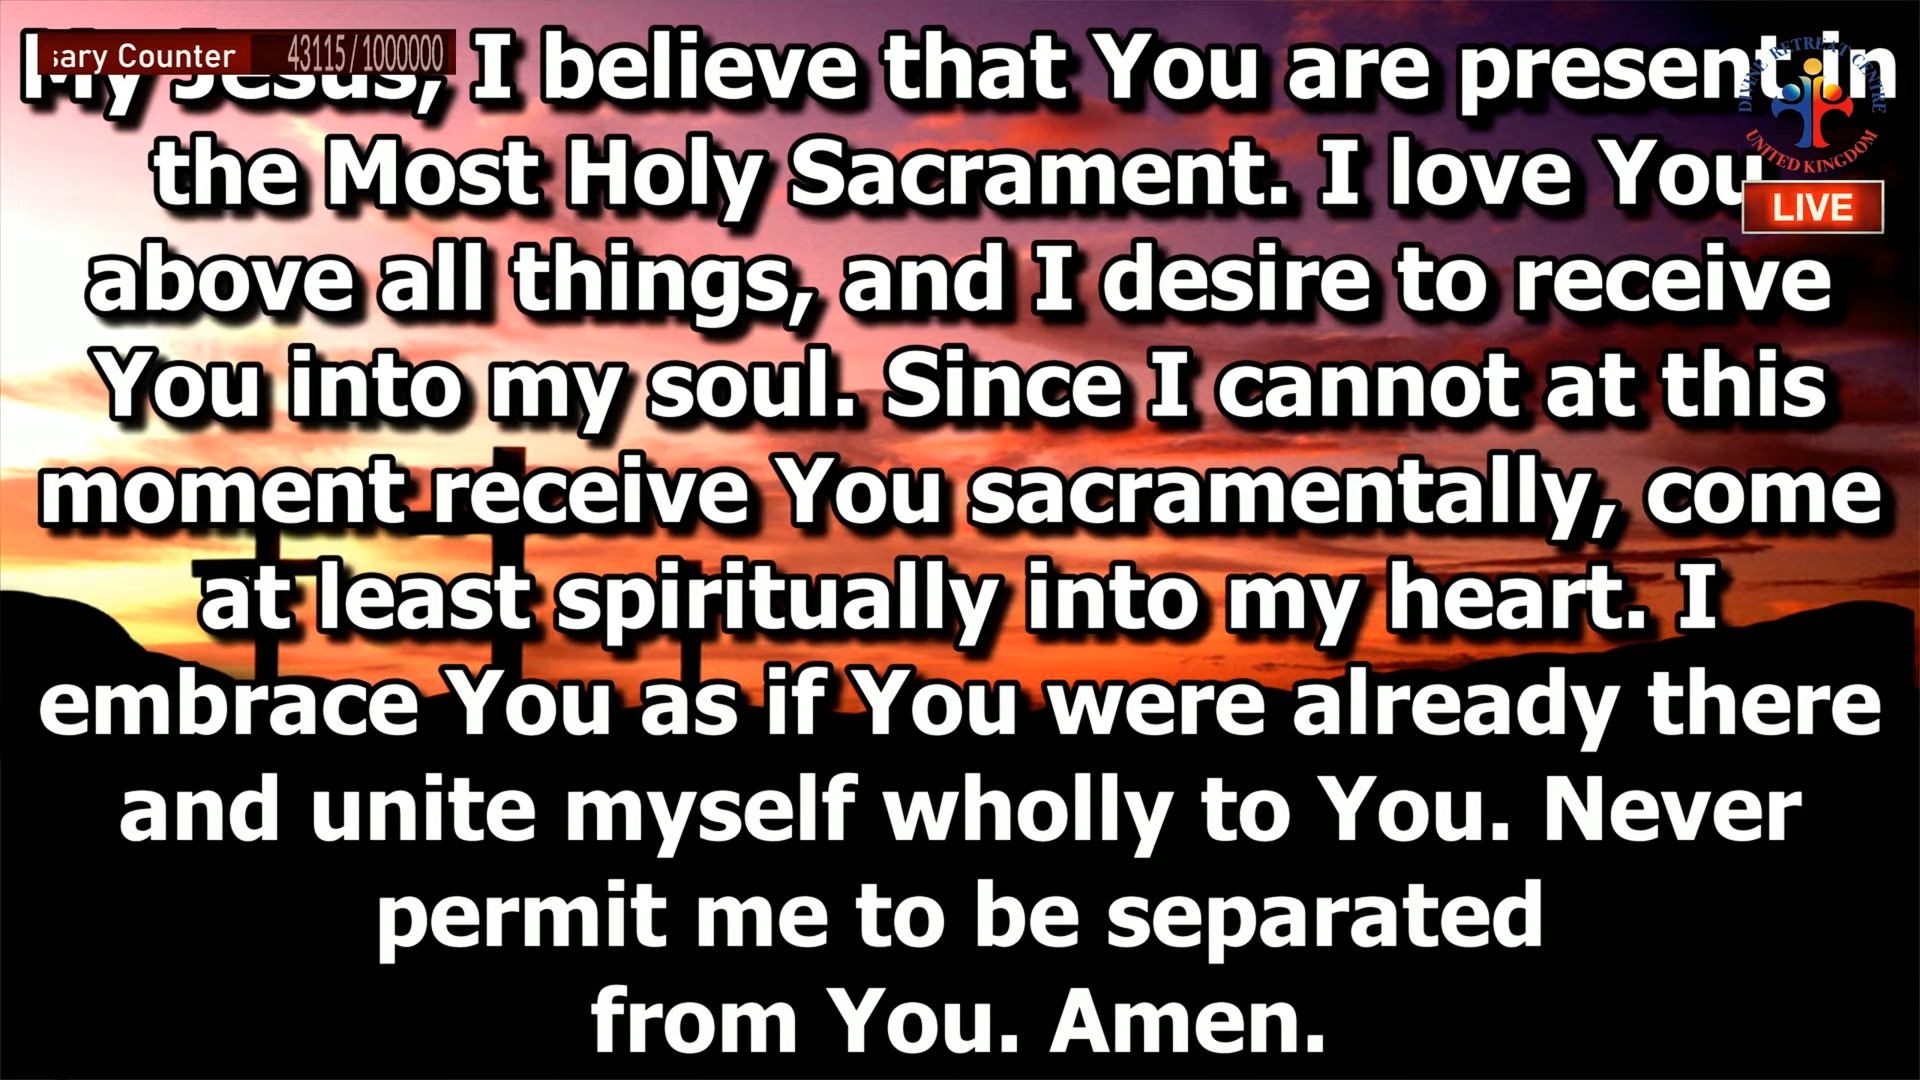 sary Counter 43115/1000000
My Jesus, I believe that You are present in
the Most Holy Sacrament. I love You
above all things, and I desire to receive
You into my soul. Since I cannot at this
moment receive You sacramentally, come
at least spiritually into my heart. I
embrace You as if You were already there
and unite myself wholly to You. Never
permit me to be separated
from You. Amen.
DIVINE RETREAT CENTRE
UNITED KINGDOM
LIVE